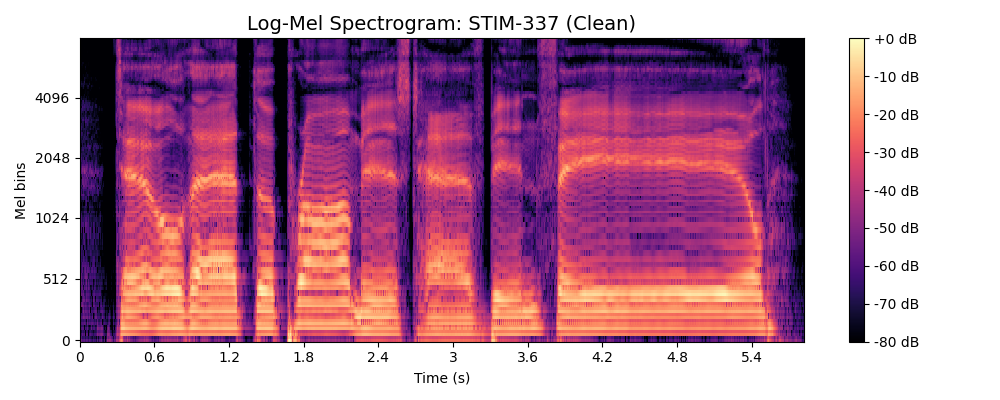 Log-Mel Spectrogram: STIM-337 (Clean)
+0 dB
-10 dB
-20 dB
-30 dB
-40 dB
-50 dB
-60 dB
-70 dB
-80 dB
Mel bins
4096
2048
1024
512
0
0 0.6 1.2 1.8 2.4 3 3.6 4.2 4.8 5.4
Time (s)